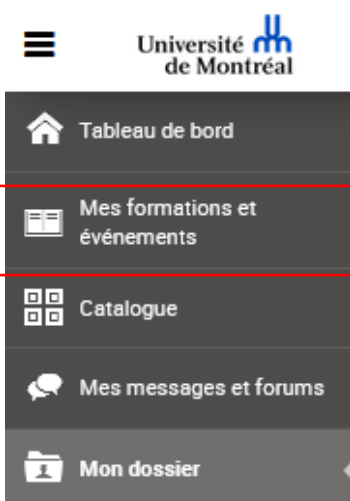 Université
de Montréal
Tableau de bord
Mes formations et
événements
Catalogue
Mes messages et forums
Mon dossier